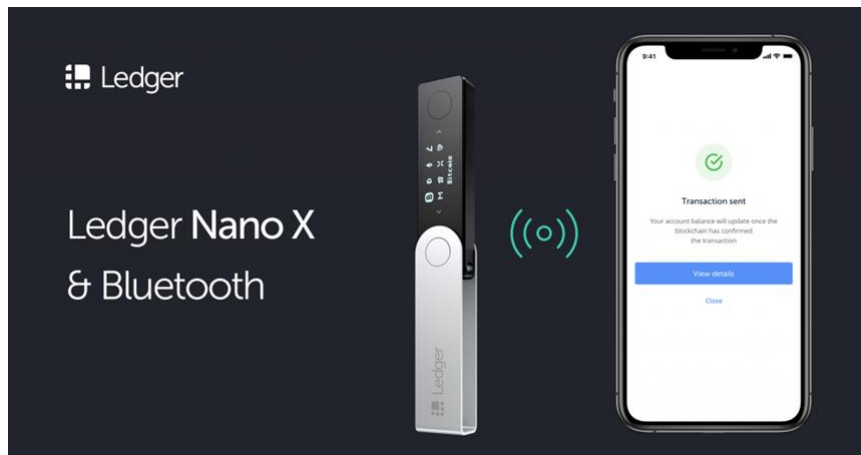 Ledger
Ledger Nano X
& Bluetooth
Bitcoin
Ledger
9:41
Transaction sent
Your account balance will update once the
blockchain has confirmed
the transaction
View details
Close